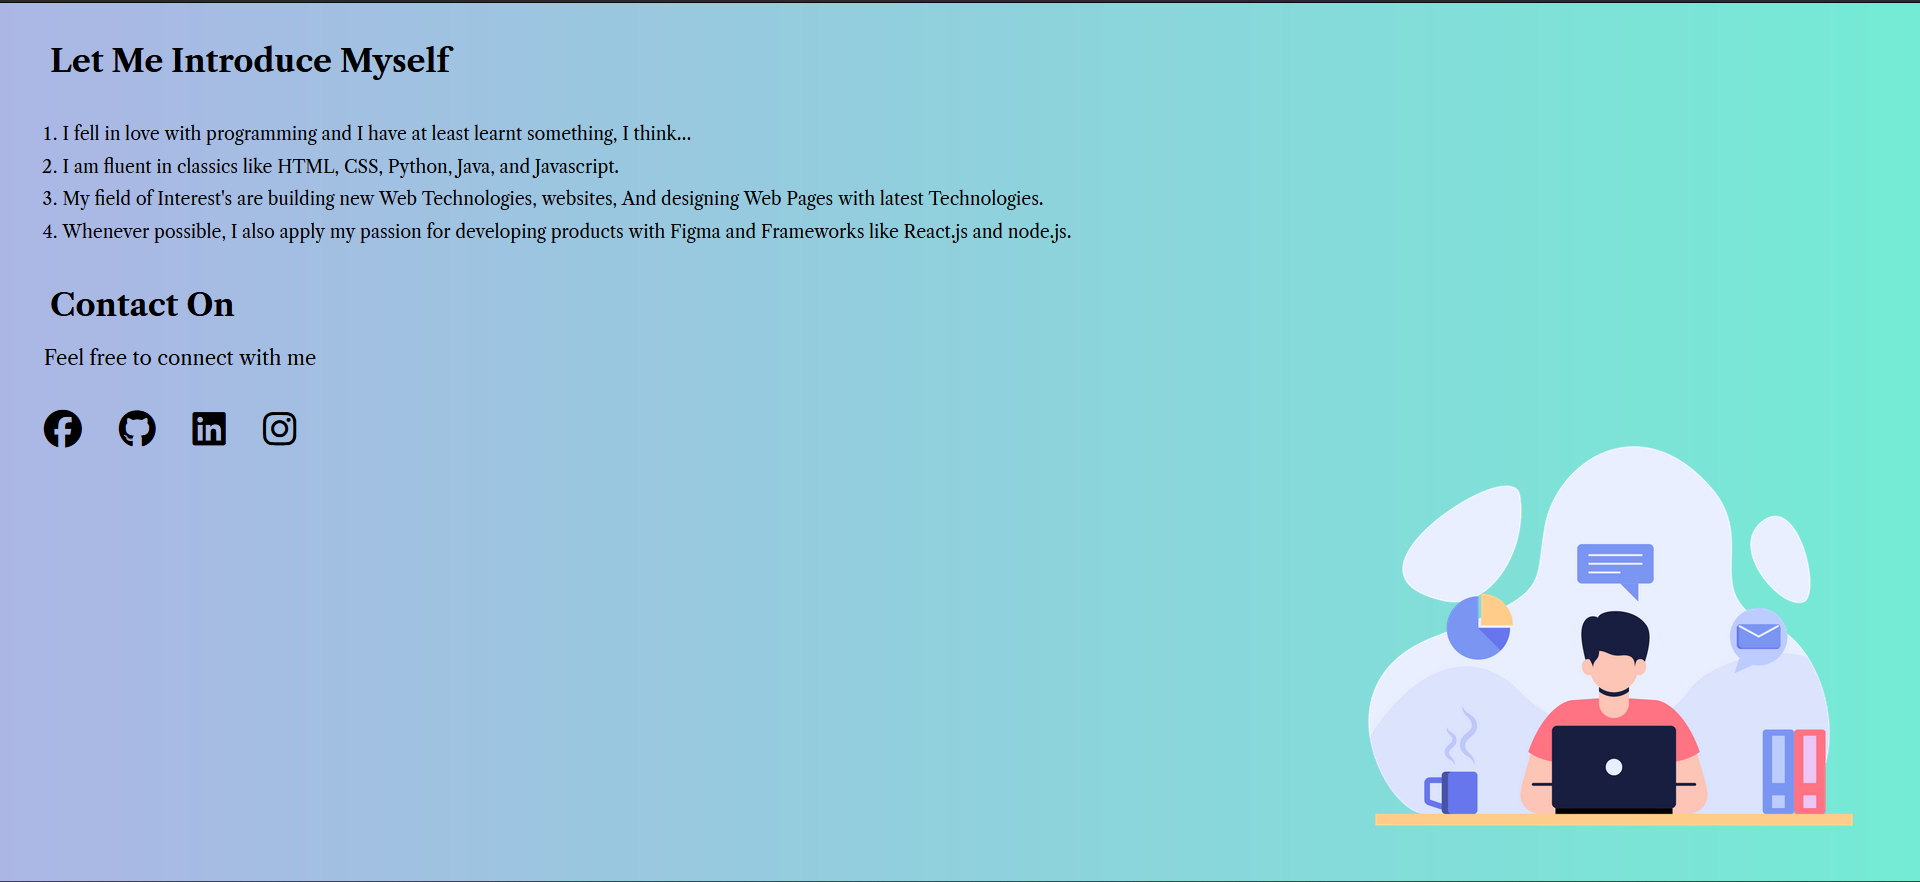 Let Me Introduce Myself
1. I fell in love with programming and I have at least learnt something, I think...
2. I am fluent in classics like HTML, CSS, Python, Java, and Javascript.
3. My field of Interest's are building new Web Technologies, websites, And designing Web Pages with latest Technologies.
4. Whenever possible, I also apply my passion for developing products with Figma and Frameworks like React.js and node.js.
Contact On
Feel free to connect with me